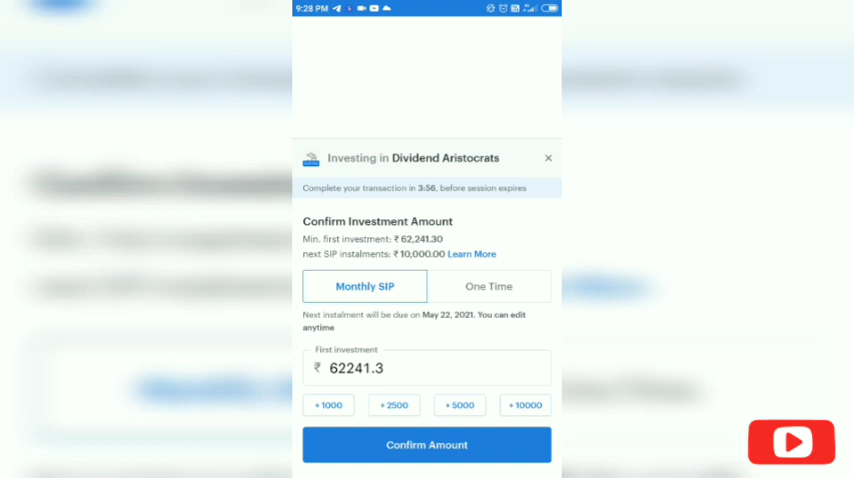 9:28 PM
Investing in Dividend Aristocrats
Complete your transaction in 3:56, before session expires
Confirm Investment Amount
Min. first investment: ₹ 62,241.30
next SIP instalments: ₹ 10,000.00 Learn More
Monthly SIP
One Time
Next instalment will be due on May 22, 2021. You can edit
anytime
First investment
₹ 62241.3
+ 1000
+ 2500
+ 5000
+ 10000
Confirm Amount